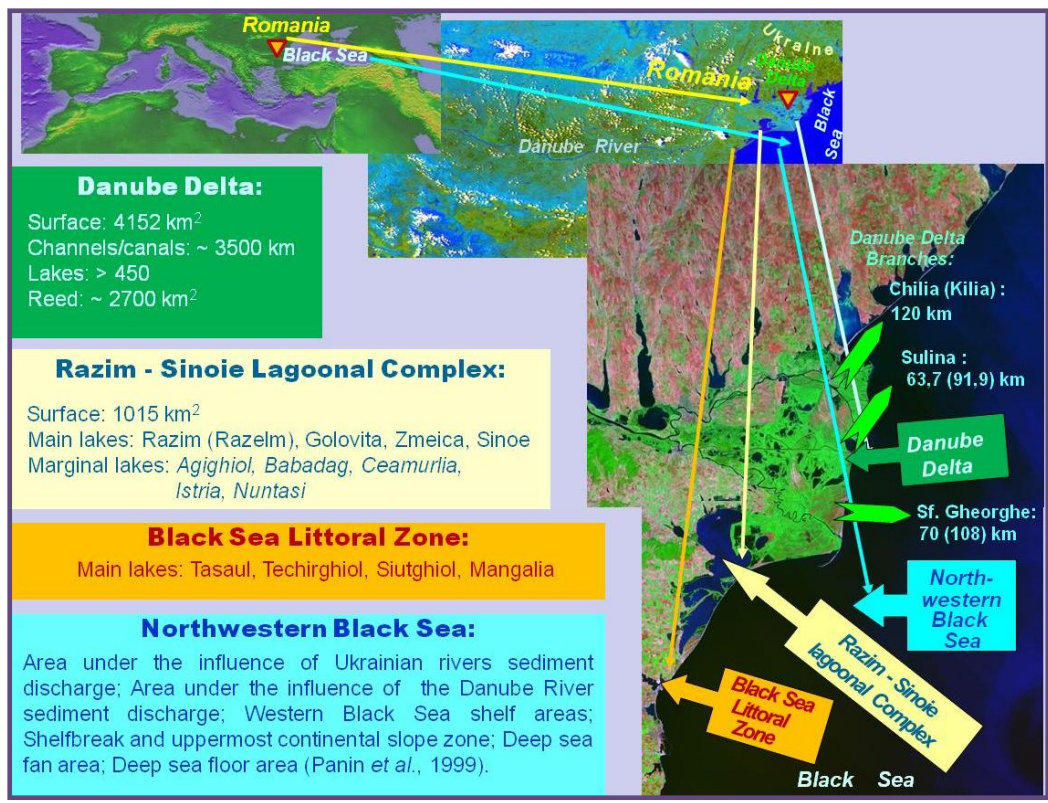 Romania
Black Sea
Ukraine
Danube
Delta
Romania
Black
Sea
Danube River
Danube Delta:
Surface: 4152 km²
Channels/canals: ~ 3500 km
Lakes: > 450
Reed: ~ 2700 km²
Razim - Sinoie Lagoonal Complex:
Surface: 1015 km²
Main lakes: Razim (Razelm), Golovita, Zmeica, Sinoe
Marginal lakes: Agighiol, Babadag, Ceamurlia,
Istria, Nuntasi
Black Sea Littoral Zone:
Main lakes: Tasaul, Techirghiol, Siutghiol, Mangalia
Northwestern Black Sea:
Area under the influence of Ukrainian rivers sediment
discharge; Area under the influence of the Danube River
sediment discharge; Western Black Sea shelf areas;
Shelfbreak and uppermost continental slope zone; Deep sea
fan area; Deep sea floor area (Panin et al., 1999).
Danube Delta
Branches:
Chilia (Kilia) :
120 km
Sulina :
63,7 (91,9) km
Danube
Delta
Sf. Gheorghe:
70 (108) km
North-
western
Black
Sea
Razim - Sinoie
lagoonal Complex
Black Sea
Littoral
Zone
Black Sea